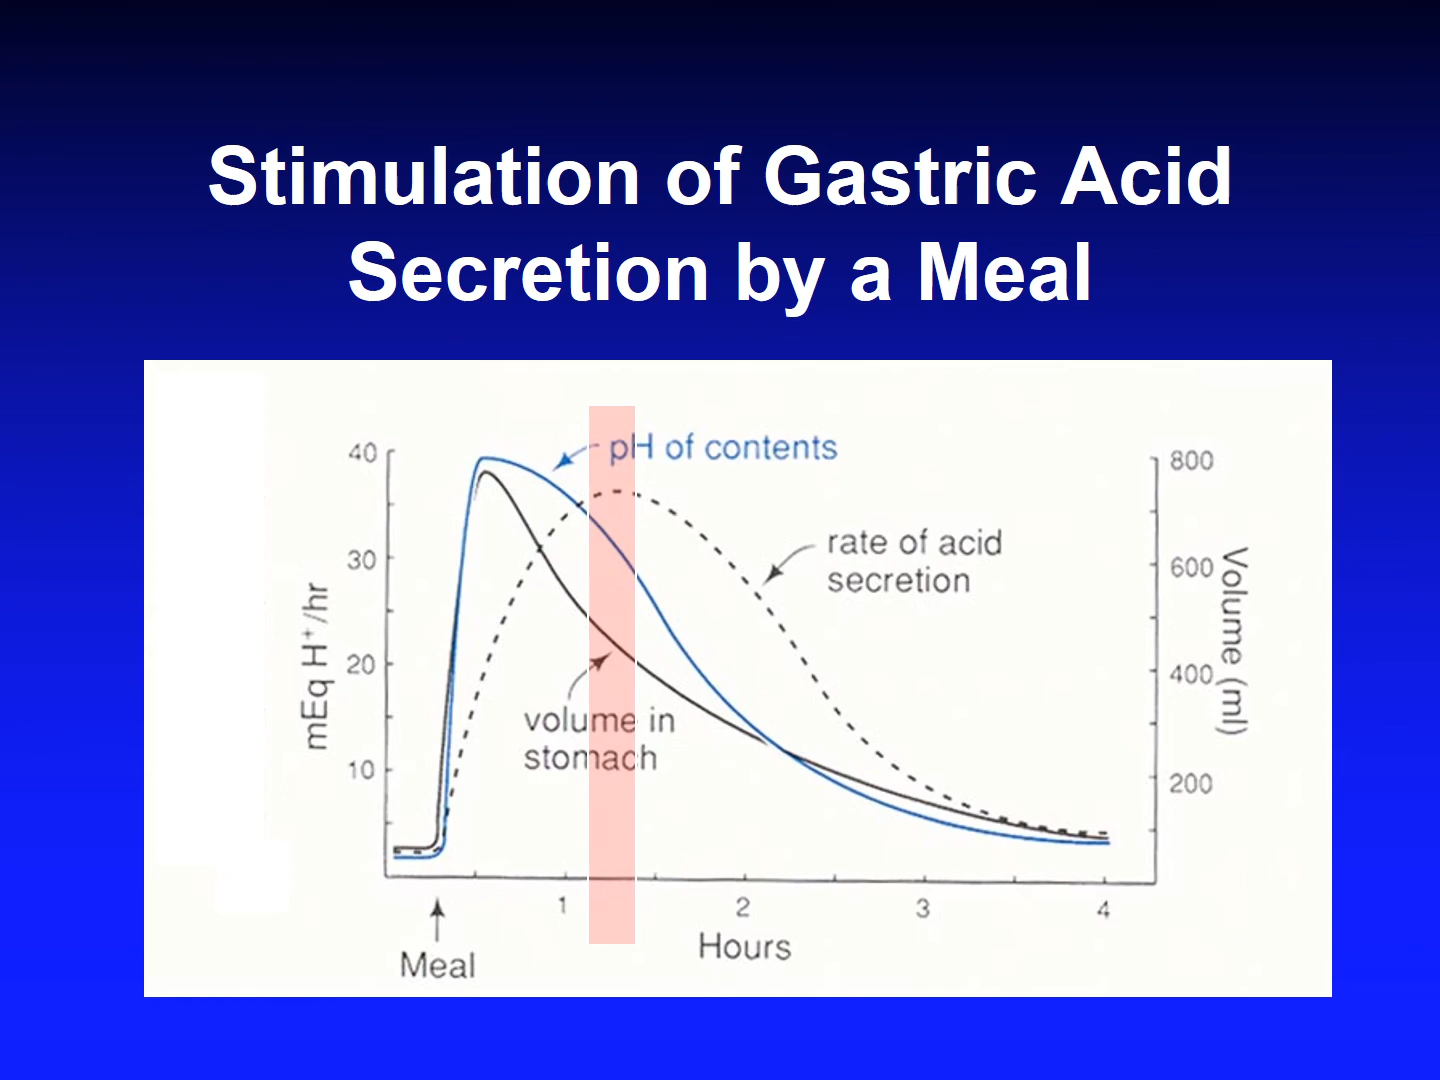 Stimulation of Gastric Acid
Secretion by a Meal
pH of contents
40
800
rate of acid
secretion
30
600
mEq H⁺/hr
Volume (ml)
20
400
volume in
stomach
10
200
1
2
3
4
Hours
Meal